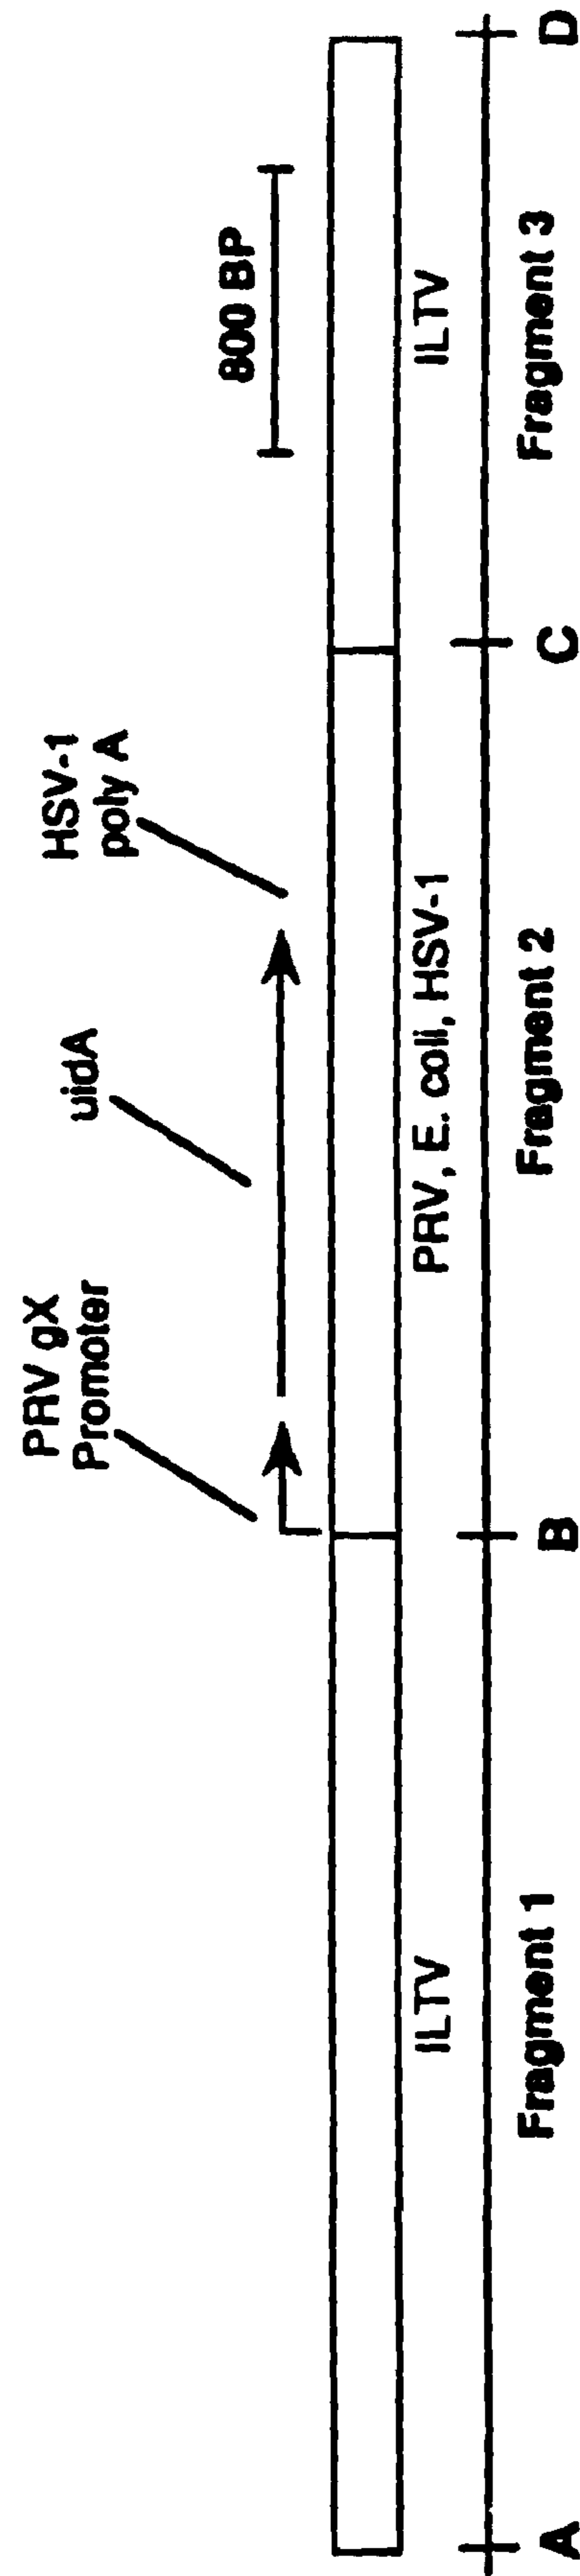 PRV gX
Promoter
uidA
HSV-1
poly A
800 BP
ILTV
PRV, E. coli, HSV-1
ILTV
Fragment 1
Fragment 2
Fragment 3
A
B
C
D